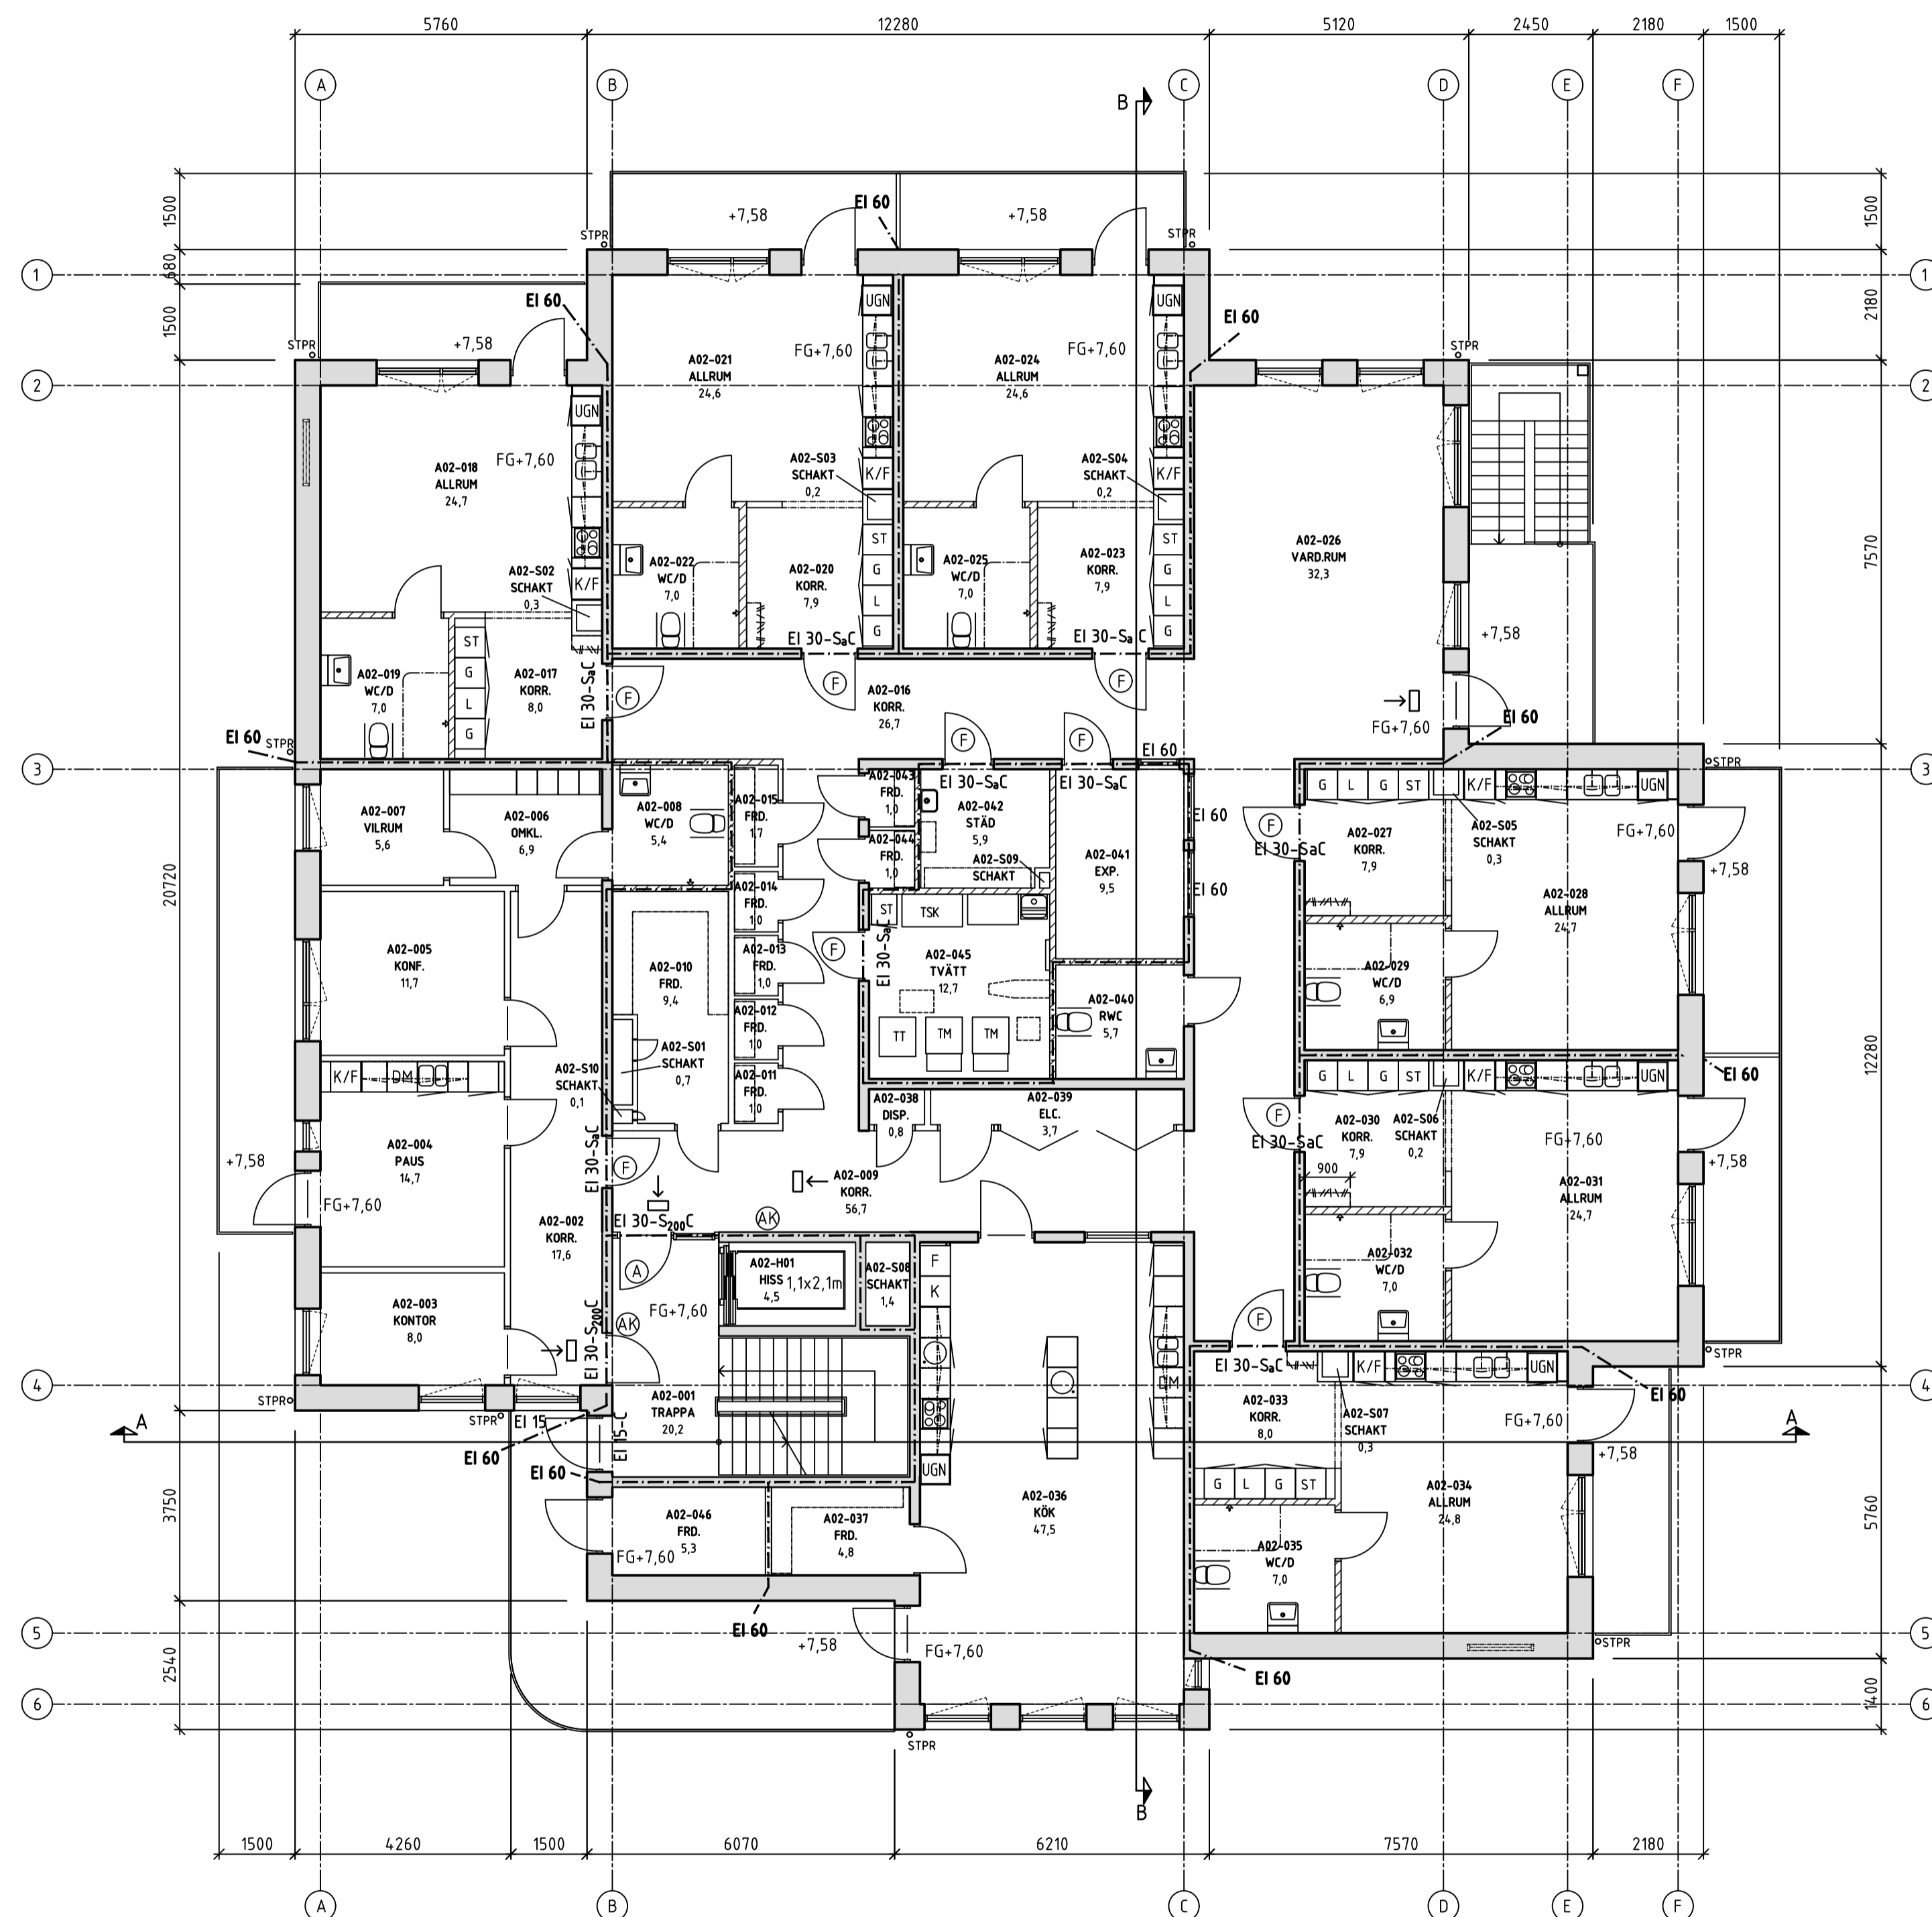 5760 12280 5120 2450 2180 1500
A B C D E F
B
1500
680
1500
20720
3750
2540
1500
2180
7570
12280
5760
1400
1 1
2 2
3 3
4 4
5 5
6 6
+7,58 EI 60 +7,58
STPR STPR
EI 60
EI 60
+7,58
STPR
STPR
UGN
UGN
A02-021
ALLRUM
24,6
FG+7,60
A02-024
ALLRUM
24,6
FG+7,60
UGN
A02-018
ALLRUM
24,7
FG+7,60
A02-S03
SCHAKT
0,2
K/F
A02-S04
SCHAKT
0,2
K/F
A02-026
VARD.RUM
32,3
A02-S02
SCHAKT
0,3
K/F
A02-022
WC/D
7,0
A02-020
KORR.
7,9
ST
G
L
G
A02-025
WC/D
7,0
A02-023
KORR.
7,9
ST
G
L
G
+7,58
EI 30-SaC
EI 30-SaC
A02-019
WC/D
7,0
ST
G
L
G
A02-017
KORR.
8,0
EI 30-SaC
F
F
F
A02-016
KORR.
26,7
FG+7,60
EI 60
EI 60
STPR
F
F
EI 60
STPR
A02-007
VILRUM
5,6
A02-006
OMKL.
6,9
A02-008
WC/D
5,4
A02-015
FRD.
1,7
A02-043
FRD.
1,0
A02-044
FRD.
1,0
EI 30-SaC
EI 30-SaC
A02-042
STÄD
5,9
A02-S09
SCHAKT
A02-041
EXP.
9,5
EI 60
EI 60
F
EI 30-SaC
G L G ST K/F UGN
A02-027
KORR.
7,9
A02-S05
SCHAKT
0,3
FG+7,60
+7,58
A02-028
ALLRUM
24,7
A02-014
FRD.
1,0
A02-005
KONF.
11,7
A02-010
FRD.
9,4
A02-013
FRD.
1,0
F
EI 30-SaC
ST TSK
A02-045
TVÄTT
12,7
TT TM TM
A02-040
RWC
5,7
A02-029
WC/D
6,9
A02-012
FRD.
1,0
A02-S01
SCHAKT
0,7
A02-S10
SCHAKT
0,1
A02-011
FRD.
1,0
K/F DM
A02-038
DISP.
0,8
A02-039
ELC.
3,7
G L G ST K/F UGN
EI 60
F
EI 30-SaC
A02-030
KORR.
7,9
A02-S06
SCHAKT
0,2
FG+7,60
+7,58
900
A02-031
ALLRUM
24,7
A02-004
PAUS
14,7
+7,58
FG+7,60
EI 30-SaC
F
A02-009
KORR.
56,7
A02-002
KORR.
17,6
EI 30-S200C
AK
A
A02-H01
HISS
4,5
1,1x2,1m
A02-S08
SCHAKT
1,4
F
K
A02-032
WC/D
7,0
A02-003
KONTOR
8,0
FG+7,60
AK
EI 30-S200C
F
EI 30-SaC
K/F UGN
STPR
EI 60
A02-001
TRAPPA
20,2
DM
UGN
A02-033
KORR.
8,0
A02-S07
SCHAKT
0,3
FG+7,60
+7,58
STPR
STPR
EI 15
EI 15-C
A
A
EI 60
EI 60
G L G ST
A02-034
ALLRUM
24,8
A02-036
KÖK
47,5
A02-046
FRD.
5,3
A02-037
FRD.
4,8
FG+7,60
A02-035
WC/D
7,0
EI 60
+7,58
FG+7,60
STPR
EI 60
STPR
B
1500 4260 1500 6070 6210 7570 2180
A B C D E F